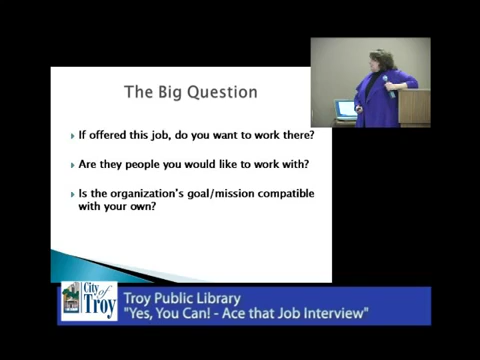 The Big Question
If offered this job, do you want to work there?
Are they people you would like to work with?
Is the organization's goal/mission compatible
with your own?
City
of
Troy
Troy Public Library
"Yes, You Can! - Ace that Job Interview"